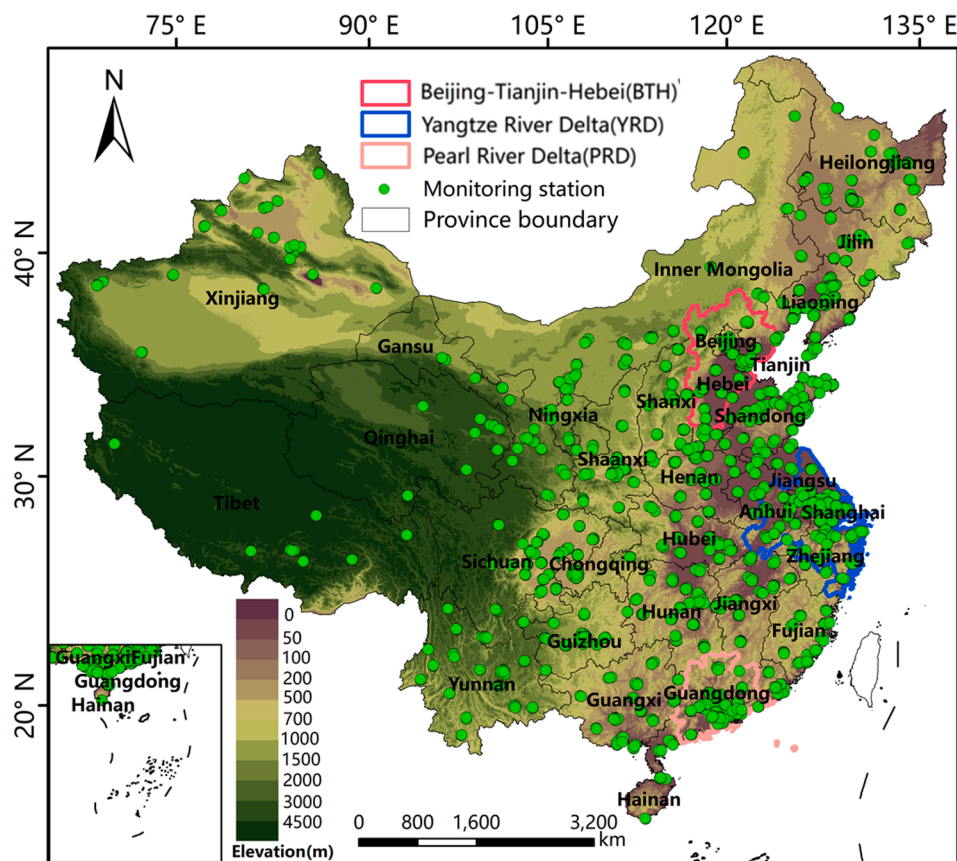 75° E 90° E 105° E 120° E 135° E
N
Beijing-Tianjin-Hebei(BTH)
Yangtze River Delta(YRD)
Pearl River Delta(PRD)
Monitoring station
Province boundary
40° N
30° N
20° N
Heilongjiang
Jilin
Inner Mongolia
Liaoning
Xinjiang
Beijing
Gansu
Tianjin
Hebei
Shanxi
Ningxia
Shandong
Qinghai
Shaanxi
Henan
Jiangsu
Tibet
Anhui
Shanghai
Hubei
Zhejiang
Sichuan
Chongqing
Hunan
Jiangxi
Fujian
Guizhou
Yunnan
Guangxi
Guangdong
Hainan
GuangxiFujian
Guangdong
Hainan
0
50
100
200
500
700
1000
1500
2000
3000
4500
Elevation(m)
0 800 1,600 3,200
km